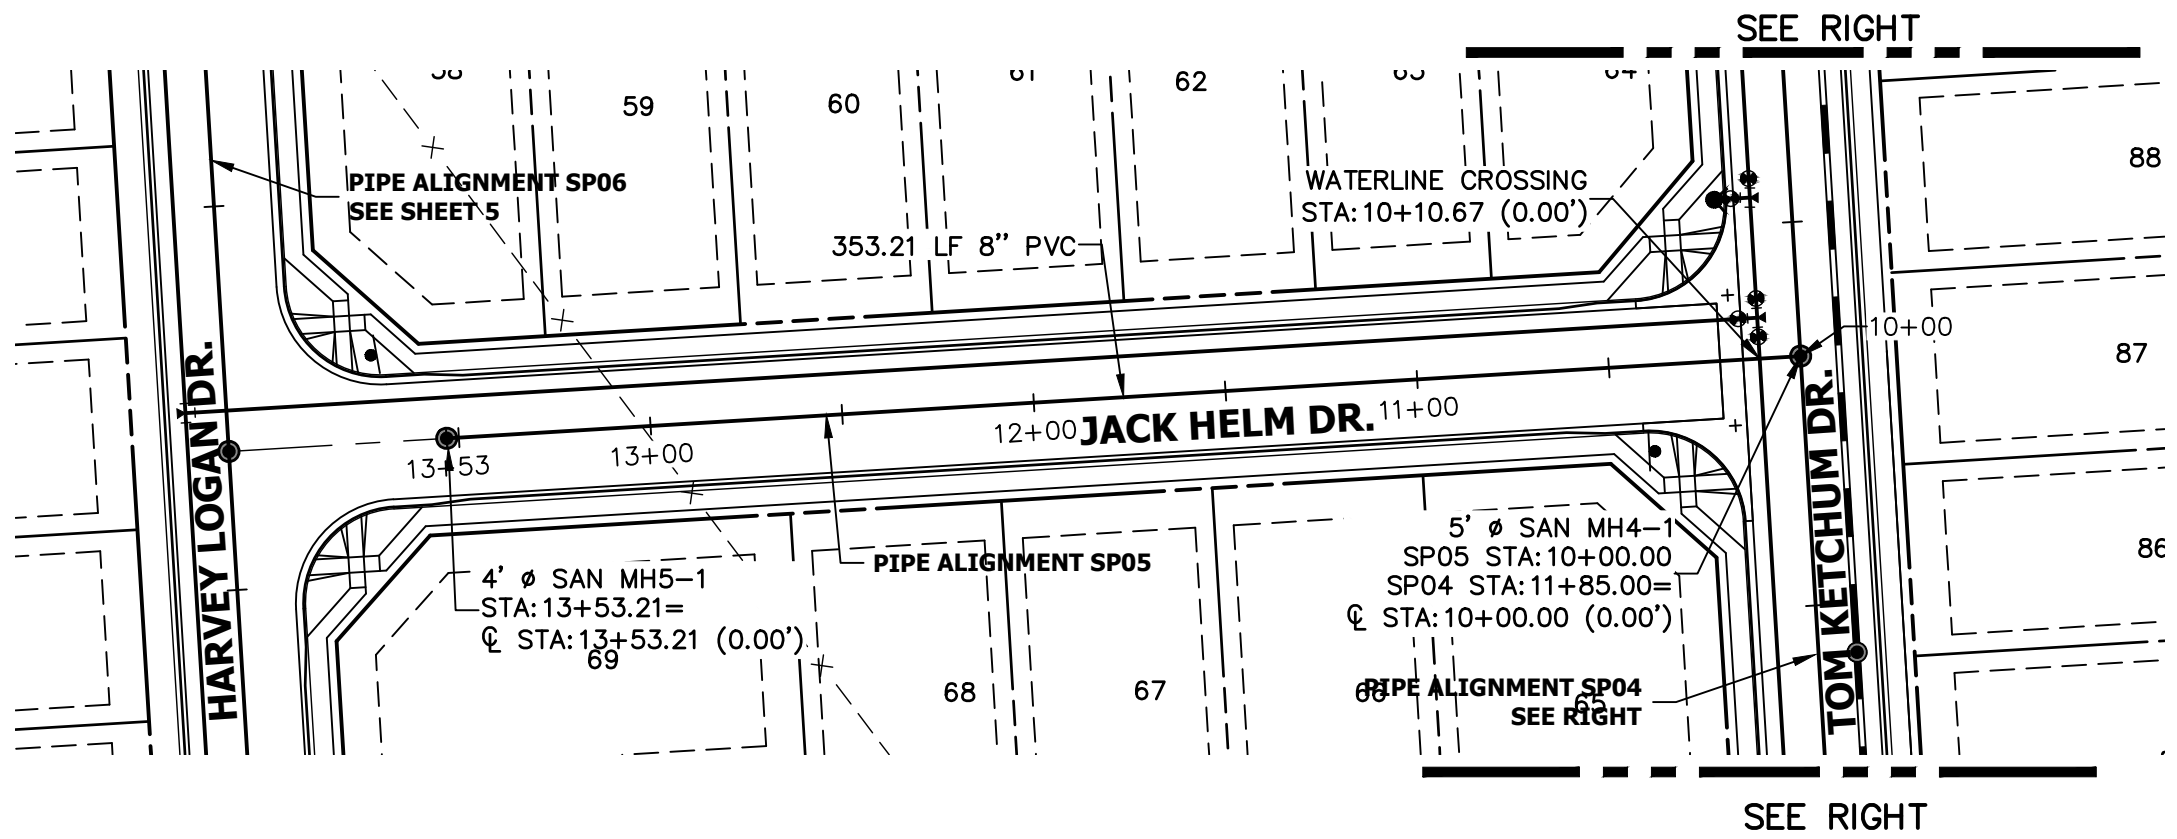 SEE RIGHT
58
59
60
61
62
63
64
88
PIPE ALIGNMENT SP06
SEE SHEET 5
WATERLINE CROSSING
STA:10+10.67 (0.00')
353.21 LF 8" PVC
10+00
87
HARVEY LOGAN DR.
13+53
13+00
12+00
JACK HELM DR.
11+00
TOM KETCHUM DR.
86
PIPE ALIGNMENT SP05
4' ø SAN MH5-1
STA:13+53.21=
℄ STA:13+53.21 (0.00')
69
5' ø SAN MH4-1
SP05 STA:10+00.00
SP04 STA:11+85.00=
℄ STA:10+00.00 (0.00')
68
67
66
65
PIPE ALIGNMENT SP04
SEE RIGHT
SEE RIGHT